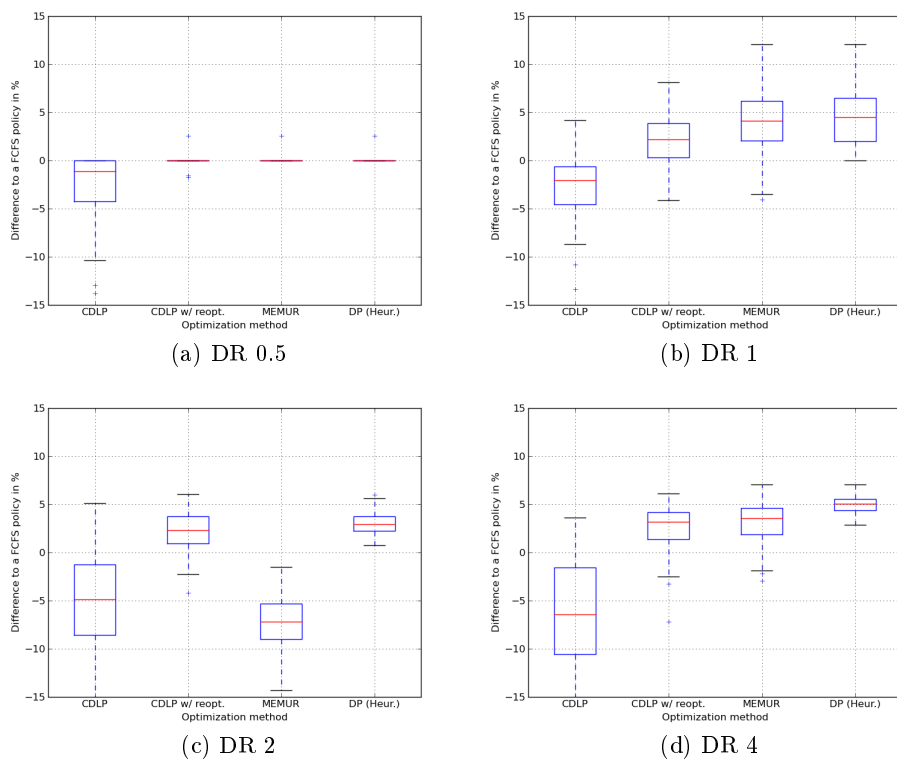 15
10
5
0
−5
−10
−15
Difference to a FCFS policy in %
CDLP CDLP w/ reopt. MEMUR DP (Heur.)
Optimization method
(a) DR 0.5
15
10
5
0
−5
−10
−15
Difference to a FCFS policy in %
CDLP CDLP w/ reopt. MEMUR DP (Heur.)
Optimization method
(b) DR 1
15
10
5
0
−5
−10
−15
Difference to a FCFS policy in %
CDLP CDLP w/ reopt. MEMUR DP (Heur.)
Optimization method
(c) DR 2
15
10
5
0
−5
−10
−15
Difference to a FCFS policy in %
CDLP CDLP w/ reopt. MEMUR DP (Heur.)
Optimization method
(d) DR 4